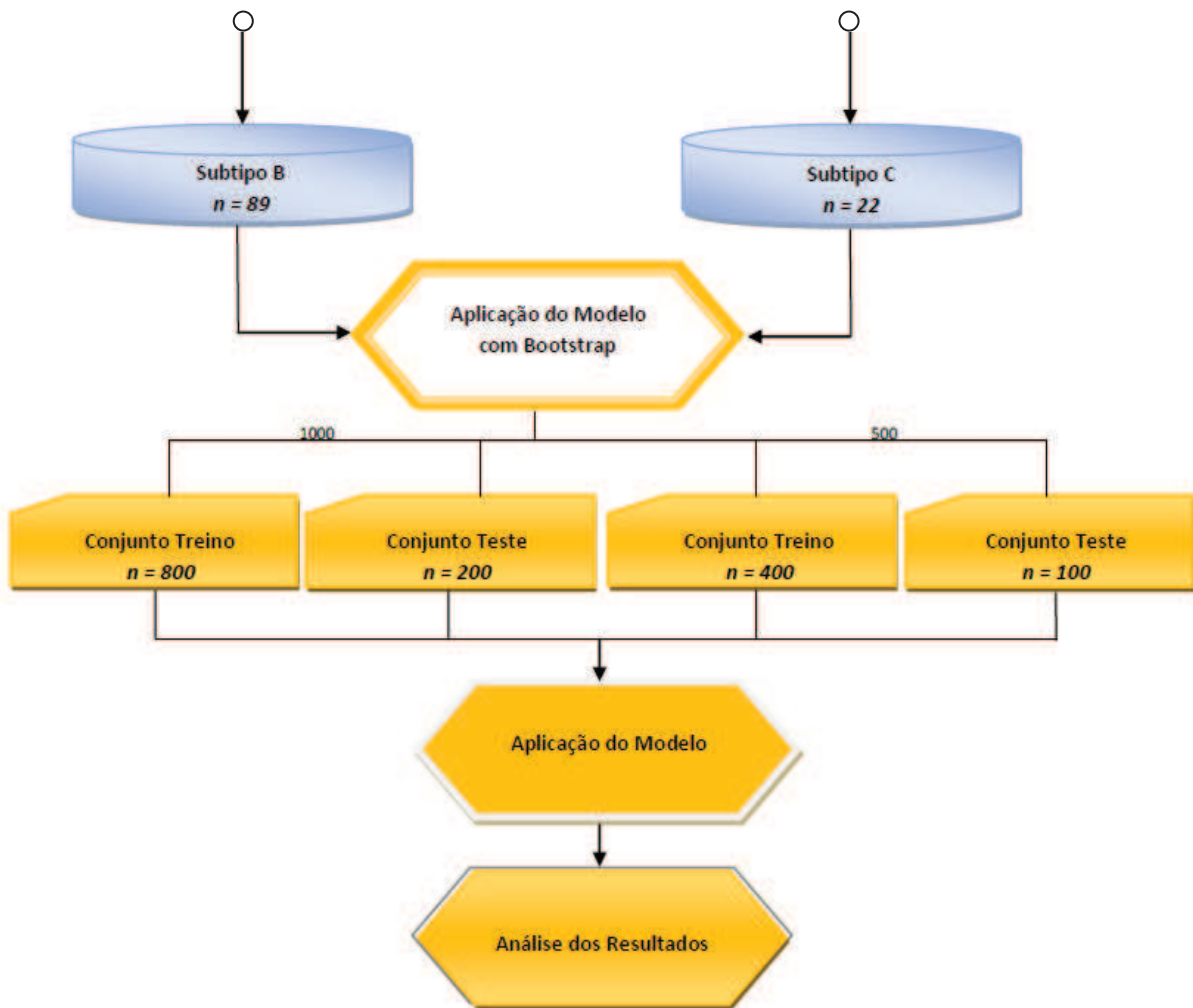 Subtipo B
n = 89
Subtipo C
n = 22
Aplicação do Modelo
com Bootstrap
1000
500
Conjunto Treino
n = 800
Conjunto Teste
n = 200
Conjunto Treino
n = 400
Conjunto Teste
n = 100
Aplicação do Modelo
Análise dos Resultados